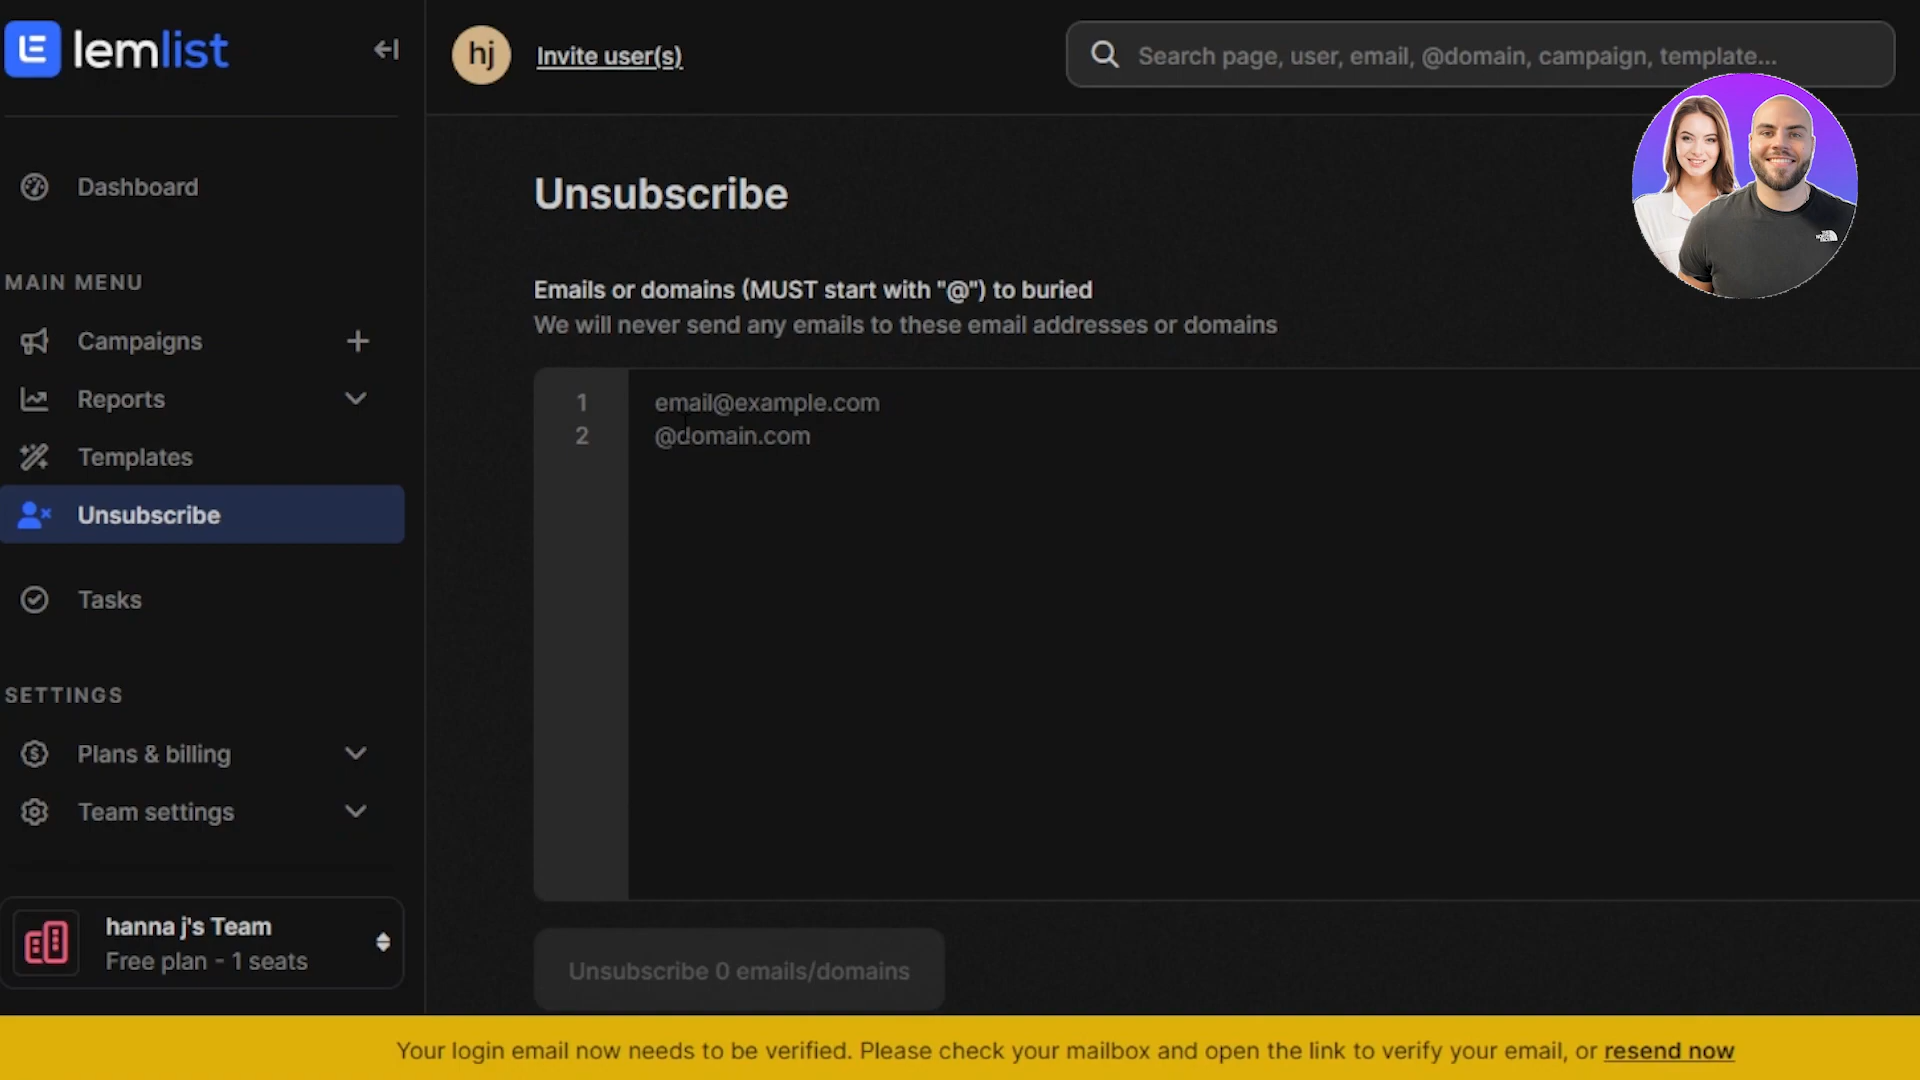 lemlist
hj
Invite user(s)
Search page, user, email, @domain, campaign, template...
Dashboard
MAIN MENU
Campaigns
Reports
Templates
Unsubscribe
Tasks
SETTINGS
Plans & billing
Team settings
hanna j's Team
Free plan - 1 seats
Unsubscribe
Emails or domains (MUST start with "@") to buried
We will never send any emails to these email addresses or domains
1 email@example.com
2 @domain.com
Unsubscribe 0 emails/domains
Your login email now needs to be verified. Please check your mailbox and open the link to verify your email, or resend now